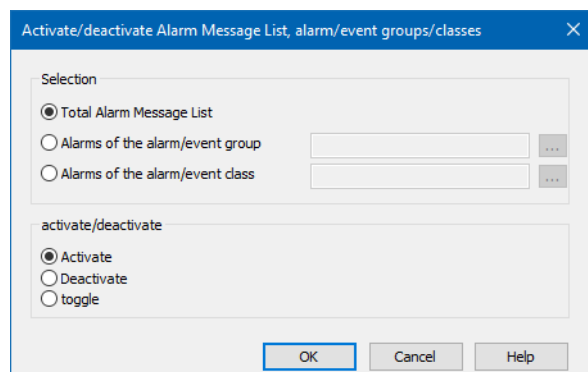 Activate/deactivate Alarm Message List, alarm/event groups/classes
Selection
Total Alarm Message List
Alarms of the alarm/event group
...
Alarms of the alarm/event class
...
activate/deactivate
Activate
Deactivate
toggle
OK Cancel Help